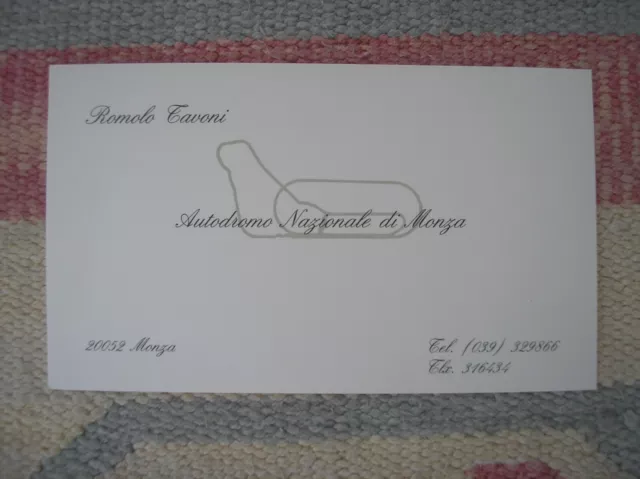 Romolo Tavoni
Autodromo Nazionale di Monza
20052 Monza
Tel. (039) 329866
Tlx. 316434